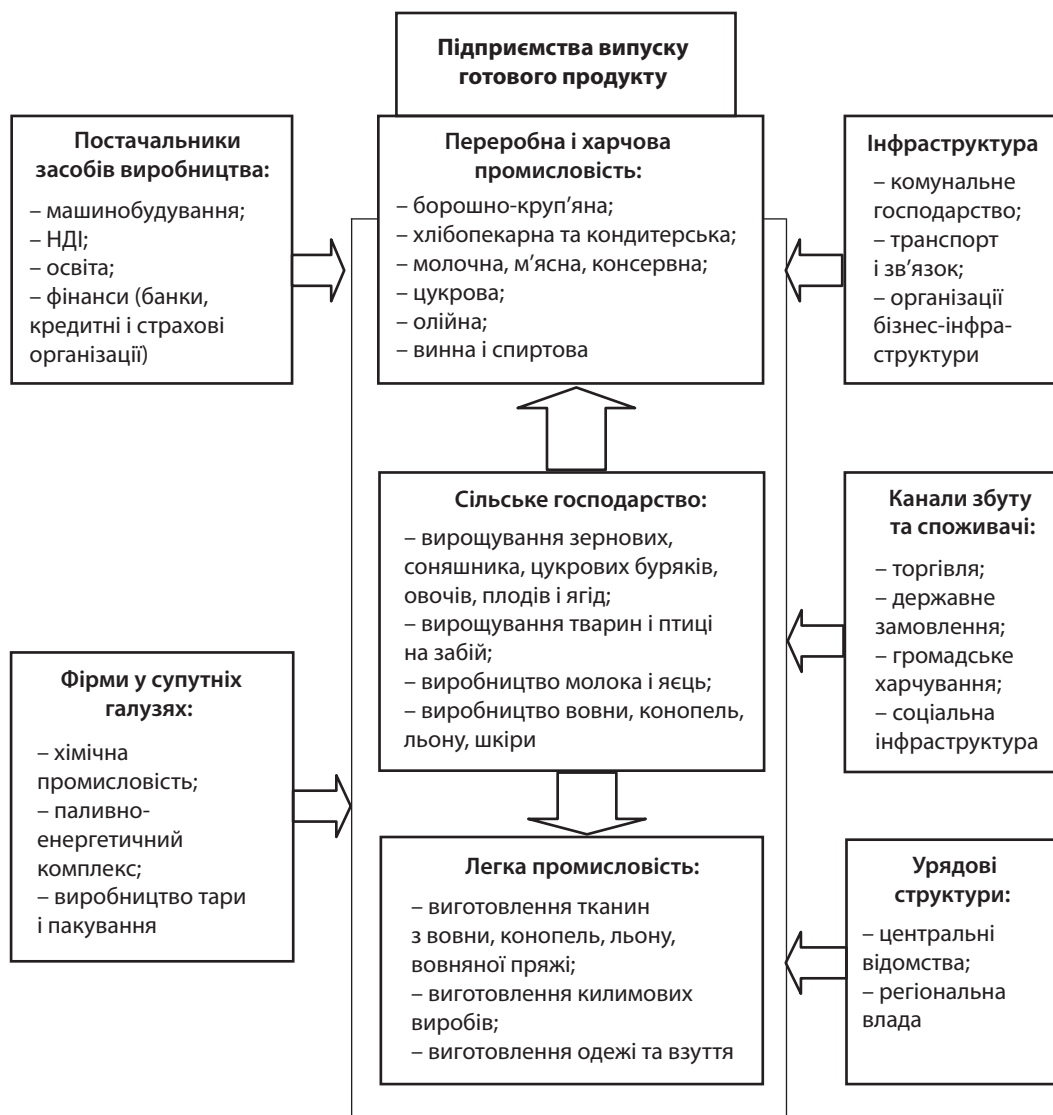 Підприємства випуску
готового продукту
Постачальники
засобів виробництва:
– машинобудування;
– НДІ;
– освіта;
– фінанси (банки,
кредитні і страхові
організації)
Переробна і харчова
промисловість:
– борошно-круп'яна;
– хлібопекарна та кондитерська;
– молочна, м'ясна, консервна;
– цукрова;
– олійна;
– винна і спиртова
Інфраструктура
– комунальне
господарство;
– транспорт
і зв'язок;
– організації
бізнес-інфра-
структури
Сільське господарство:
– вирощування зернових,
соняшника, цукрових буряків,
овочів, плодів і ягід;
– вирощування тварин і птиці
на забій;
– виробництво молока і яєць;
– виробництво вовни, конопель,
льону, шкіри
Канали збуту
та споживачі:
– торгівля;
– державне
замовлення;
– громадське
харчування;
– соціальна
інфраструктура
Фірми у супутніх
галузях:
– хімічна
промисловість;
– паливно-
енергетичний
комплекс;
– виробництво тари
і пакування
Легка промисловість:
– виготовлення тканин
з вовни, конопель, льону,
вовняної пряжі;
– виготовлення килимових
виробів;
– виготовлення одежі та взуття
Урядові
структури:
– центральні
відомства;
– регіональна
влада